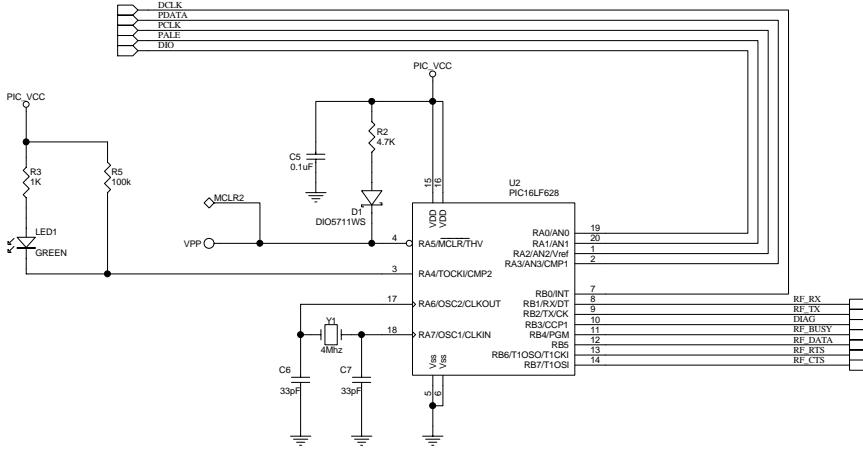 DCLK
PDATA
PCLK
PALE
DIO
PIC_VCC
PIC_VCC
R2
4.7K
C5
0.1uF
R3
1K
R5
100k
U2
PIC16LF628
15
16
VDD
VDD
MCLR2
D1
DIO5711WS
LED1
GREEN
VPP
4
RA5/MCLR/THV
3
RA4/TOCKI/CMP2
17
RA6/OSC2/CLKOUT
18
RA7/OSC1/CLKIN
RA0/AN0
19
RA1/AN1
20
RA2/AN2/Vref
1
RA3/AN3/CMP1
2
RB0/INT
7
RB1/RX/DT
8
RF_RX
RB2/TX/CK
9
RF_TX
RB3/CCP1
10
DIAG
RB4/PGM
11
RF_BUSY
RB5
12
RF_DATA
RB6/T1OSO/T1CKI
13
RF_RTS
RB7/T1OSI
14
RF_CTS
Y1
4Mhz
C6
33pF
C7
33pF
Vss
Vss
5
6